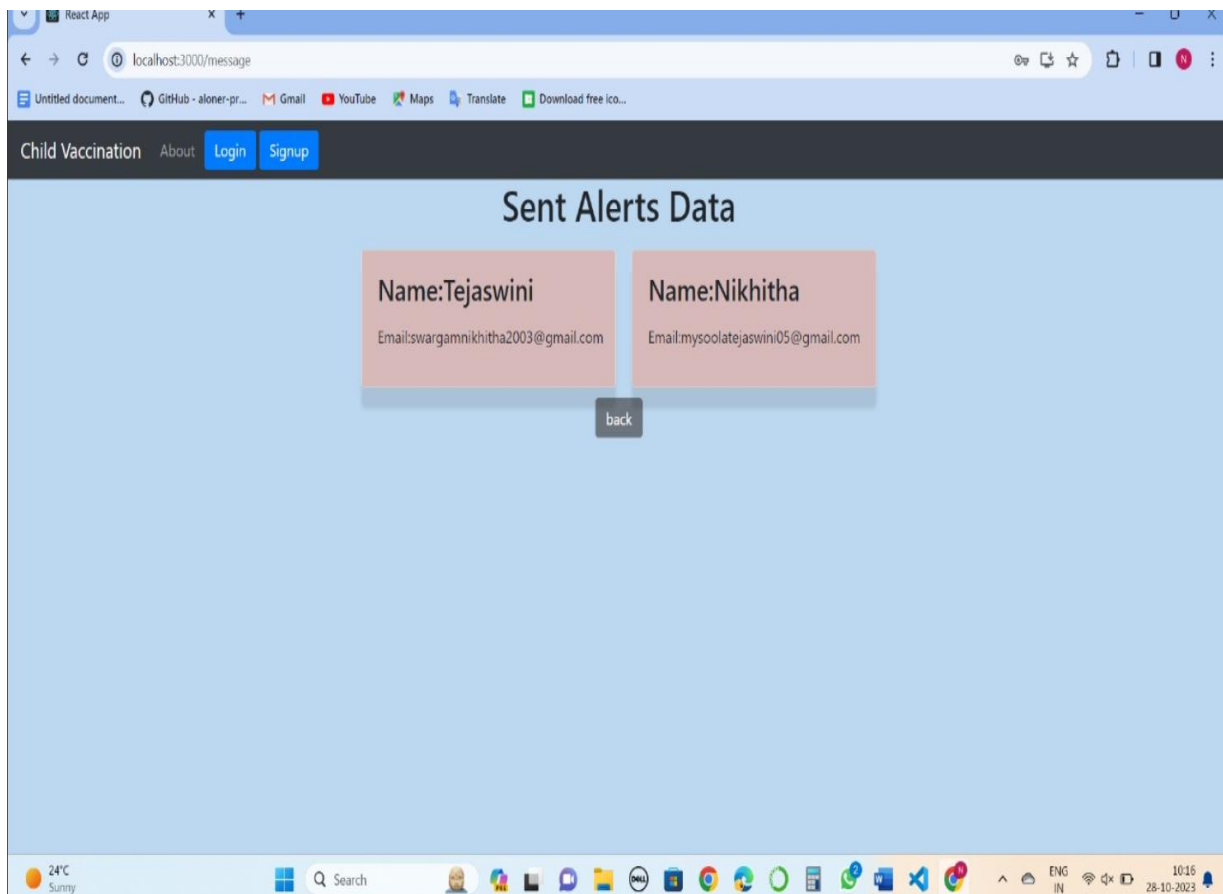 React App
localhost:3000/message
N
Untitled document... GitHub - aloner-pr... Gmail YouTube Maps Translate Download free ico...
Child Vaccination About Login Signup
Sent Alerts Data
Name:Tejaswini
Email:swargamnikhitha2003@gmail.com
Name:Nikhitha
Email:mysoolatejaswini05@gmail.com
back
24°C
Sunny
Search
DELL
2
W
N
ENG
IN
10:16
28-10-2023